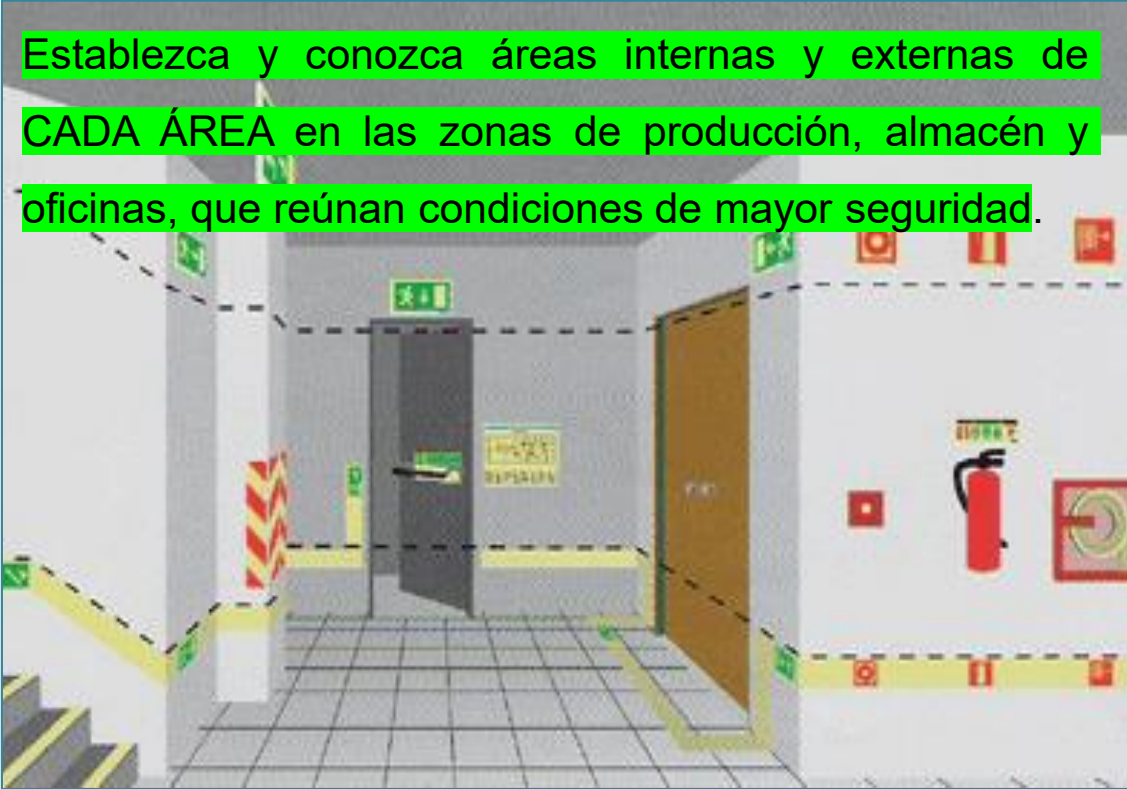 Establezca y conozca áreas internas y externas de
CADA ÁREA en las zonas de producción, almacén y
oficinas, que reúnan condiciones de mayor seguridad.